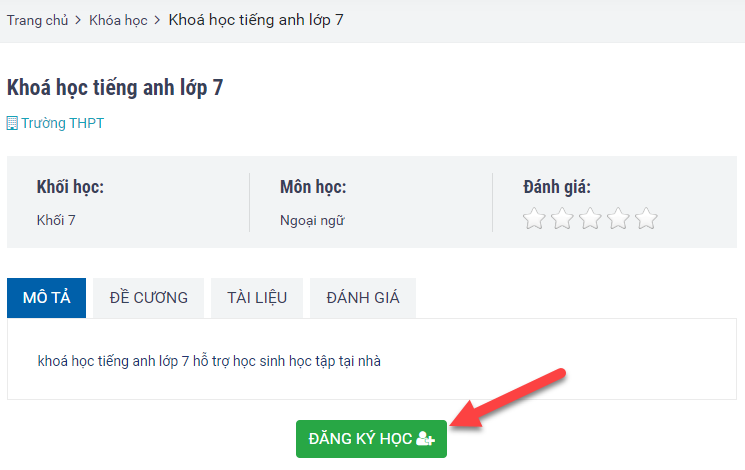 Trang chủ > Khóa học > Khoá học tiếng anh lớp 7
Khoá học tiếng anh lớp 7
Trường THPT
Khối học: Môn học: Đánh giá:
Khối 7 Ngoại ngữ
MÔ TẢ ĐỀ CƯƠNG TÀI LIỆU ĐÁNH GIÁ
khoá học tiếng anh lớp 7 hỗ trợ học sinh học tập tại nhà
ĐĂNG KÝ HỌC